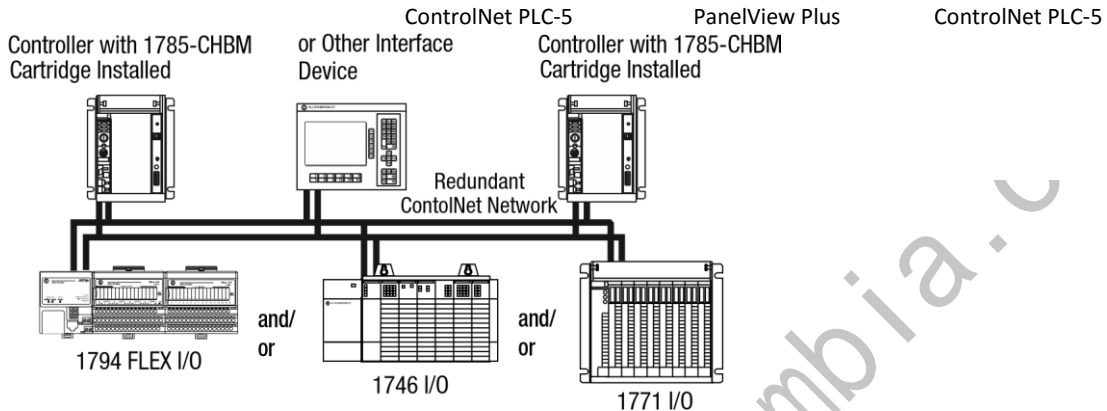 ControlNet PLC-5 PanelView Plus ControlNet PLC-5
Controller with 1785-CHBM
Cartridge Installed
or Other Interface
Device
Controller with 1785-CHBM
Cartridge Installed
Redundant
ContolNet Network
and/
or
and/
or
1794 FLEX I/O
1746 I/O
1771 I/O